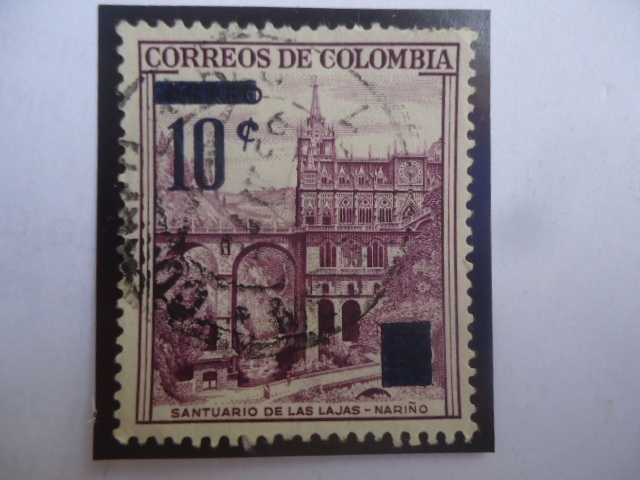 CORREOS DE COLOMBIA
10 ¢
SANTUARIO DE LAS LAJAS - NARIÑO